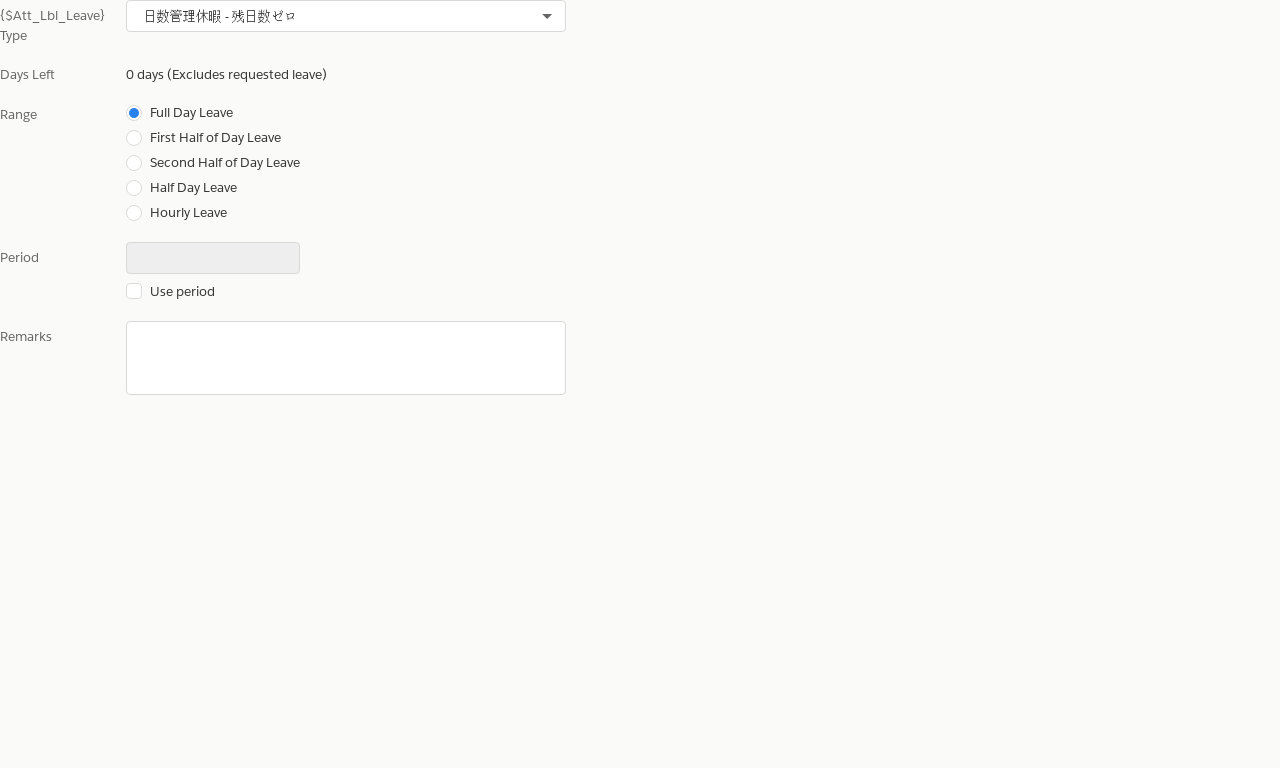 {$Att_Lbl_Leave} Type
日数管理休暇 - 残日数ゼロ
Days Left
0 days (Excludes requested leave)
Range
Full Day Leave
First Half of Day Leave
Second Half of Day Leave
Half Day Leave
Hourly Leave
Period
Use period
Remarks